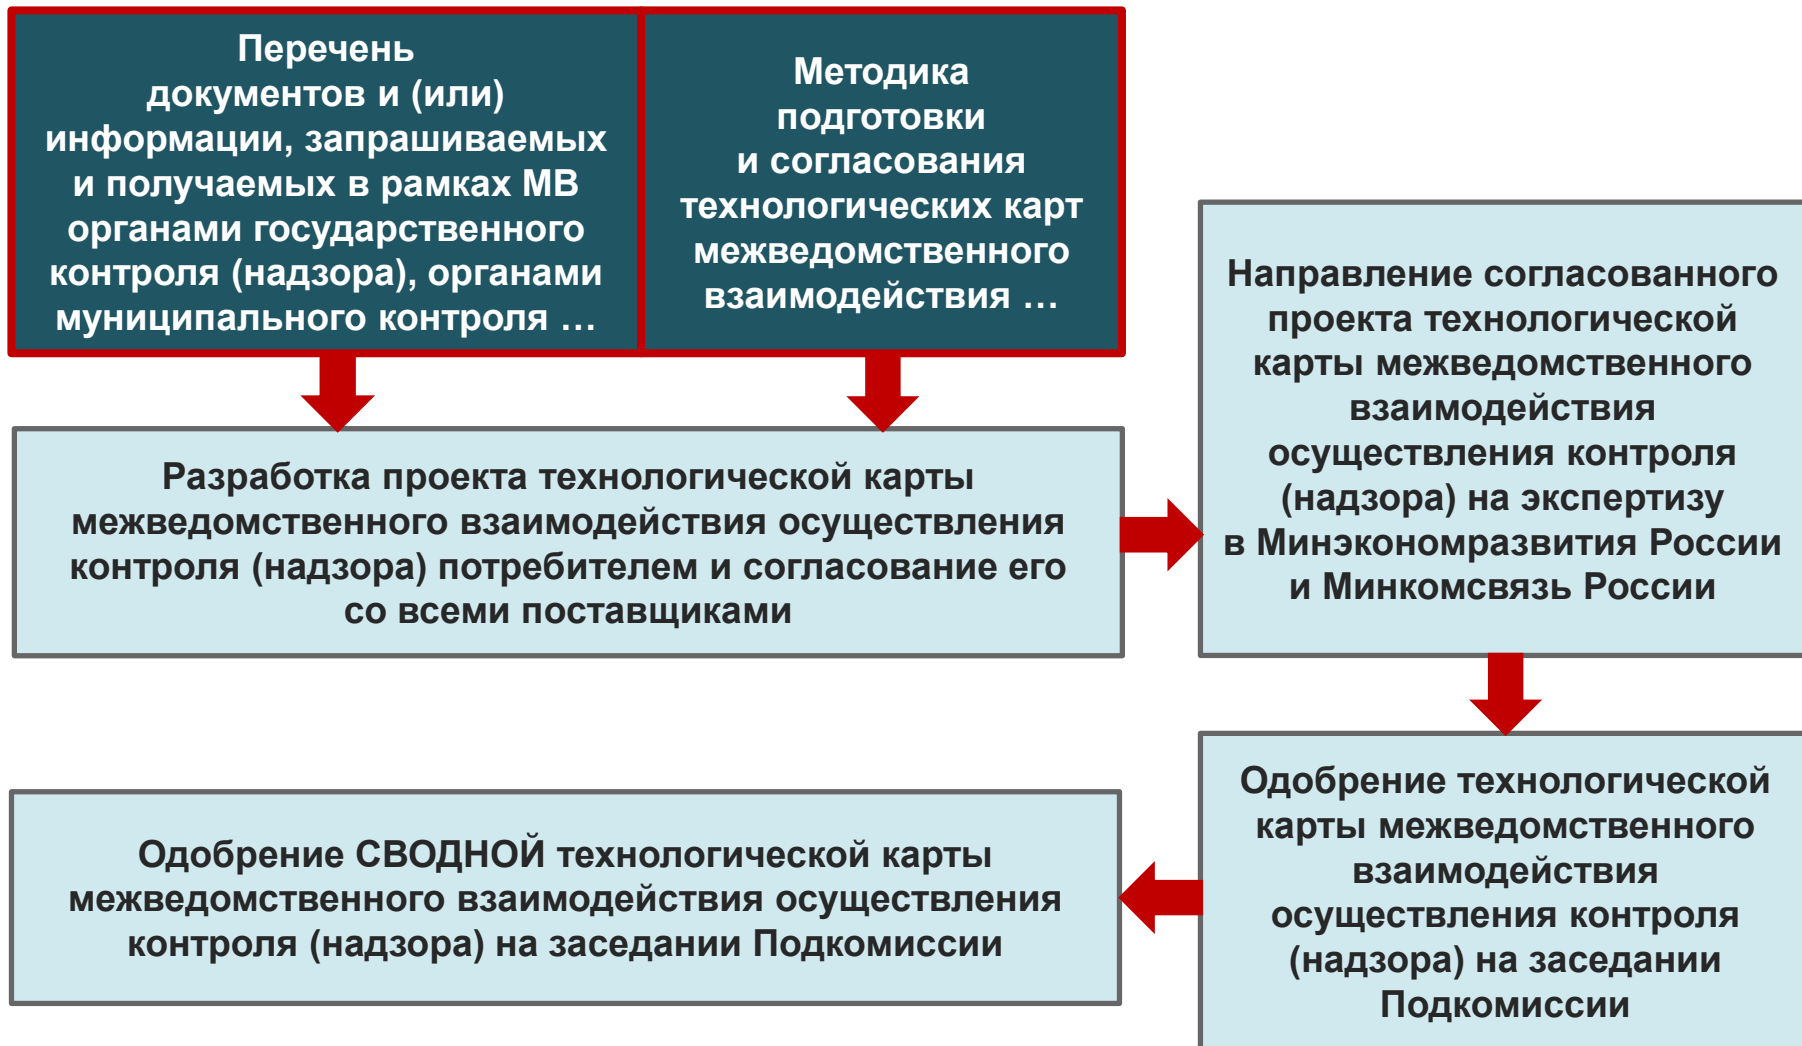 Перечень
документов и (или)
информации, запрашиваемых
и получаемых в рамках МВ
органами государственного
контроля (надзора), органами
муниципального контроля …
Методика
подготовки
и согласования
технологических карт
межведомственного
взаимодействия …
Разработка проекта технологической карты
межведомственного взаимодействия осуществления
контроля (надзора) потребителем и согласование его
со всеми поставщиками
Направление согласованного
проекта технологической
карты межведомственного
взаимодействия
осуществления контроля
(надзора) на экспертизу
в Минэкономразвития России
и Минкомсвязь России
Одобрение технологической
карты межведомственного
взаимодействия
осуществления контроля
(надзора) на заседании
Подкомиссии
Одобрение СВОДНОЙ технологической карты
межведомственного взаимодействия осуществления
контроля (надзора) на заседании Подкомиссии